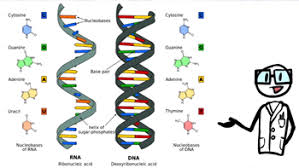 Cytosine
C
Nucleobases
Guanine
G
Base pair
Adenine
A
Uracil
U
helix of
sugar-phosphates
Nucleobases
of RNA
RNA
Ribonucleic acid
DNA
Deoxyribonucleic acid
Cytosine
C
Guanine
G
Adenine
A
Thymine
T
Nucleobases
of DNA